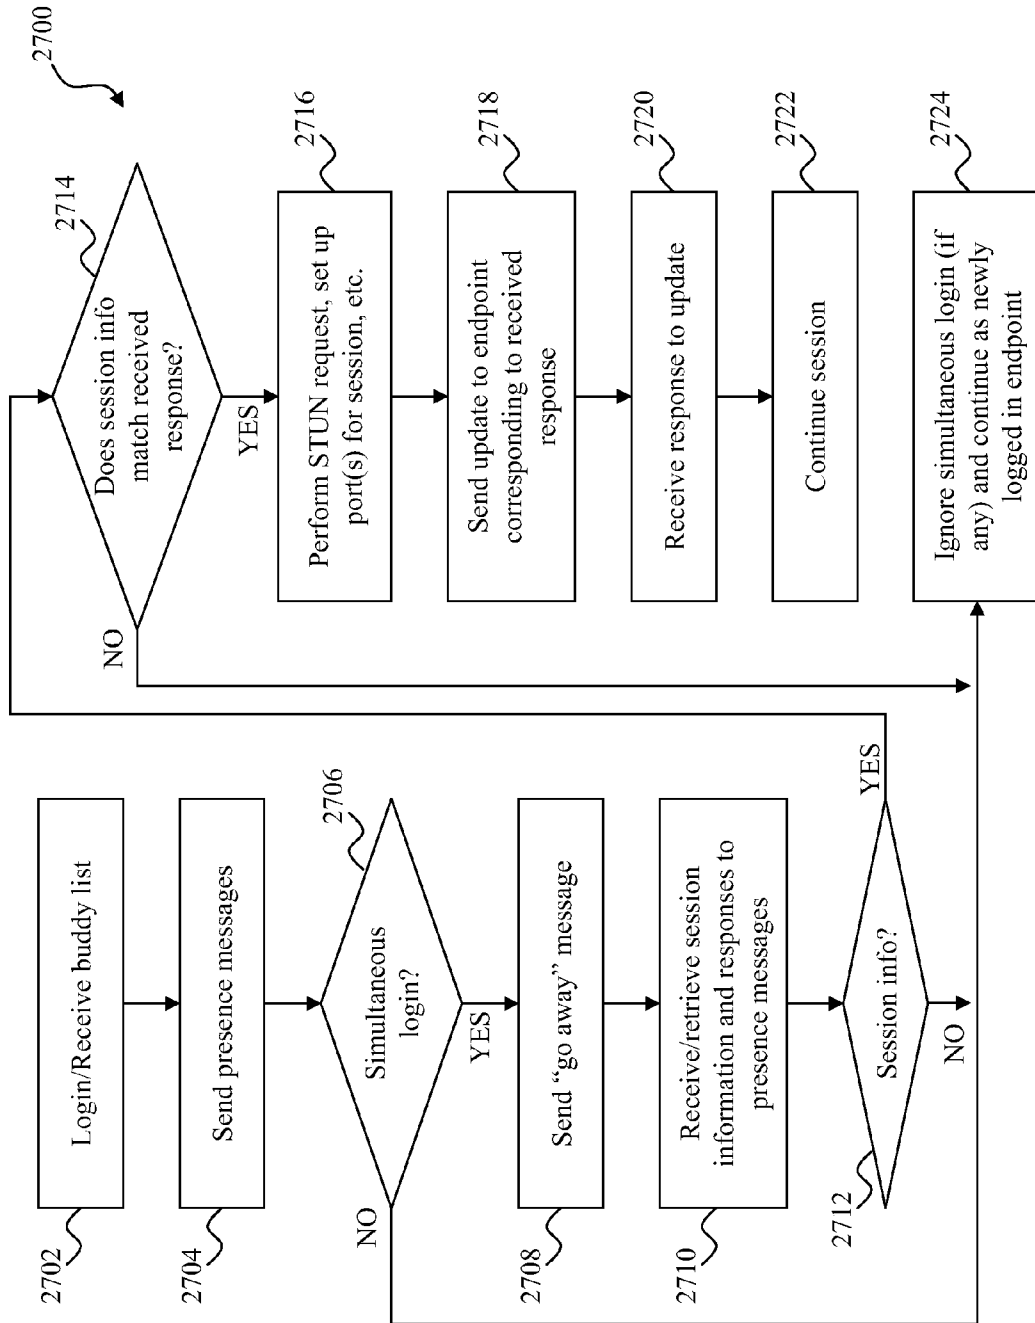 2700
2702
Login/Receive buddy list
2704
Send presence messages
2706
Simultaneous
login?
NO
YES
2708
Send “go away” message
2710
Receive/retrieve session
information and responses to
presence messages
2712
Session info?
YES
NO
2714
Does session info
match received
response?
NO
YES
2716
Perform STUN request, set up
port(s) for session, etc.
2718
Send update to endpoint
corresponding to received
response
2720
Receive response to update
2722
Continue session
2724
Ignore simultaneous login (if
any) and continue as newly
logged in endpoint